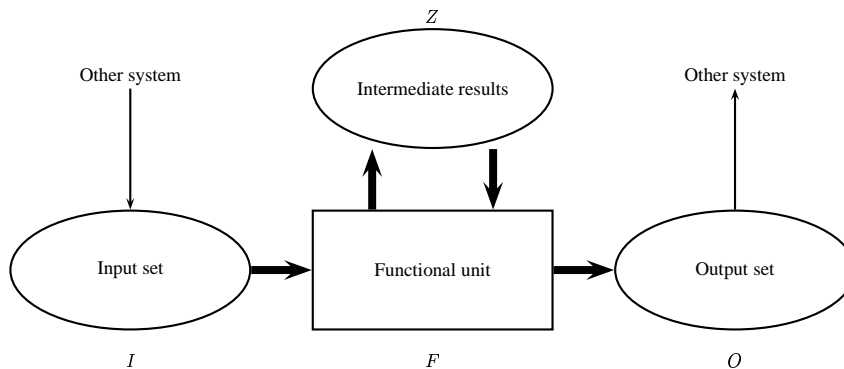 Z
Other system
Intermediate results
Other system
Input set
Functional unit
Output set
I
F
O